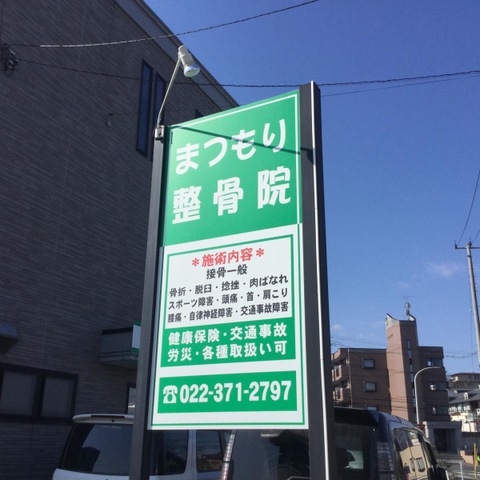 まつもり
整骨院
*施術内容*
接骨一般
骨折・脱臼・捻挫・肉ばなれ
スポーツ障害・頭痛・首・肩こり
膝痛・自律神経障害・交通事故障害
健康保険・交通事故
労災・各種取扱い可
☎022-371-2797